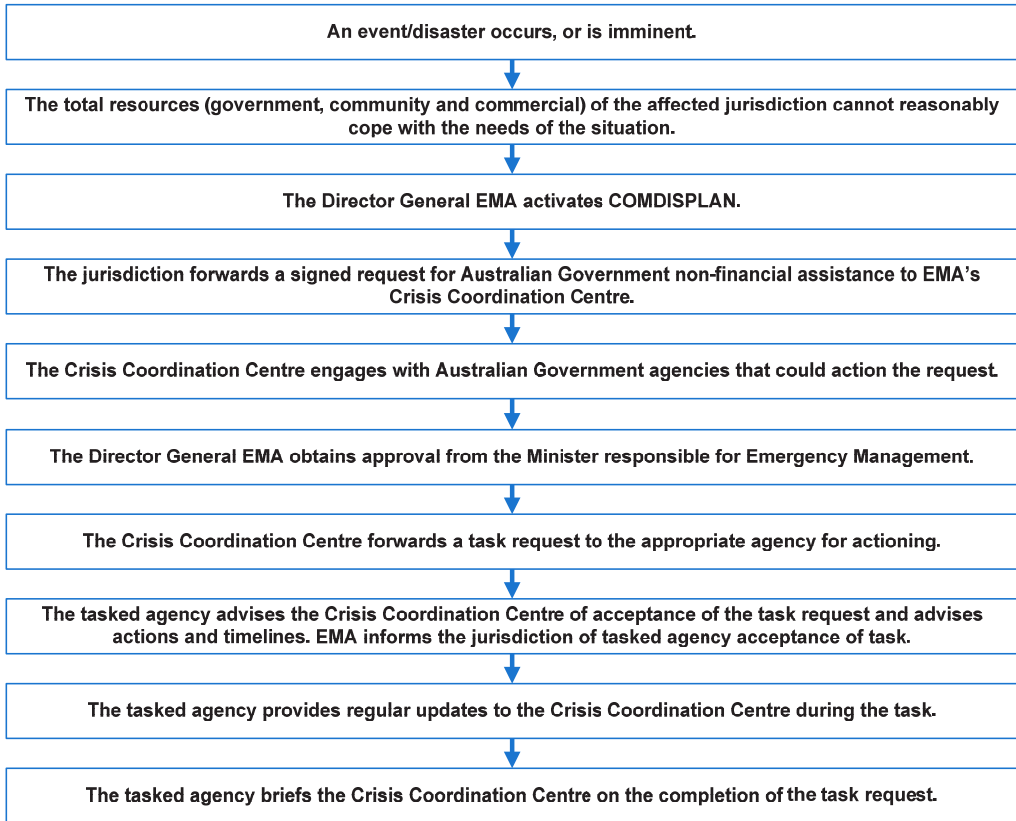 An event/disaster occurs, or is imminent.
The total resources (government, community and commercial) of the affected jurisdiction cannot reasonably
cope with the needs of the situation.
The Director General EMA activates COMDISPLAN.
The jurisdiction forwards a signed request for Australian Government non-financial assistance to EMA's
Crisis Coordination Centre.
The Crisis Coordination Centre engages with Australian Government agencies that could action the request.
The Director General EMA obtains approval from the Minister responsible for Emergency Management.
The Crisis Coordination Centre forwards a task request to the appropriate agency for actioning.
The tasked agency advises the Crisis Coordination Centre of acceptance of the task request and advises
actions and timelines. EMA informs the jurisdiction of tasked agency acceptance of task.
The tasked agency provides regular updates to the Crisis Coordination Centre during the task.
The tasked agency briefs the Crisis Coordination Centre on the completion of the task request.